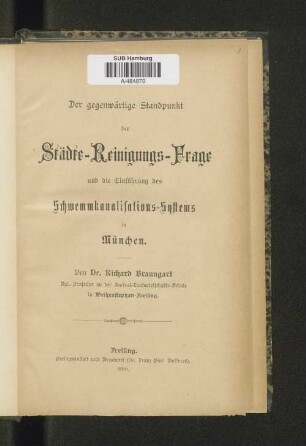 SUB Hamburg
A/484876
Der gegenwärtige Standpunkt
der
Städte-Reinigungs-Frage
und die Einführung des
Schwemmkanalisations-Systems
in
München.
Von Dr. Richard Braungart
Kgl. Professor an der Central-Landwirthschafts-Schule
in Weihenstephan-Freising.
Freising.